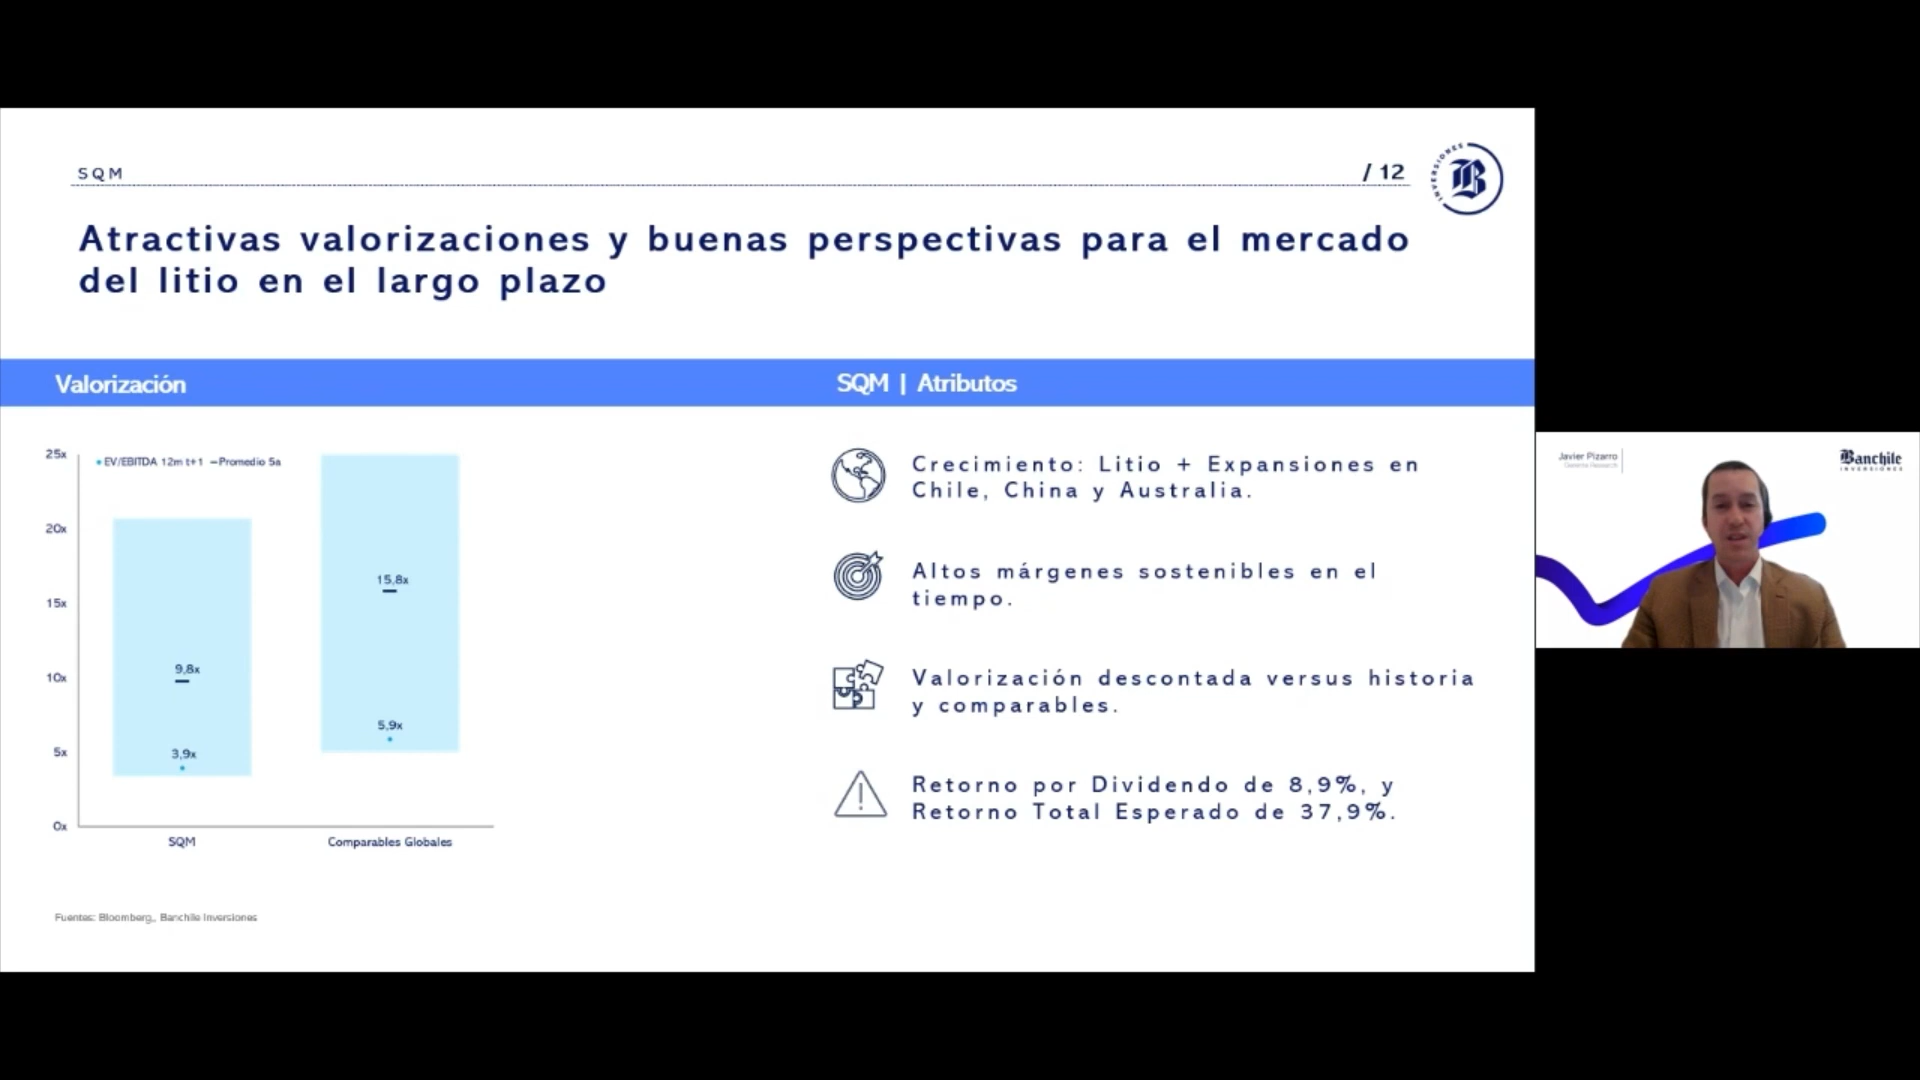 SQM
/ 12
INVERSIONES
B
Atractivas valorizaciones y buenas perspectivas para el mercado
del litio en el largo plazo
Valorización
SQM | Atributos
25x
EV/EBITDA 12m t+1
Promedio 5a
20x
15x
10x
5x
0x
9,8x
3,9x
15,8x
5,9x
SQM
Comparables Globales
Fuentes: Bloomberg,, Banchile Inversiones
Crecimiento: Litio + Expansiones en
Chile, China y Australia.
Altos márgenes sostenibles en el
tiempo.
Valorización descontada versus historia
y comparables.
Retorno por Dividendo de 8,9%, y
Retorno Total Esperado de 37,9%.
Javier Pizarro
Gerente Research
Banchile
INVERSIONES